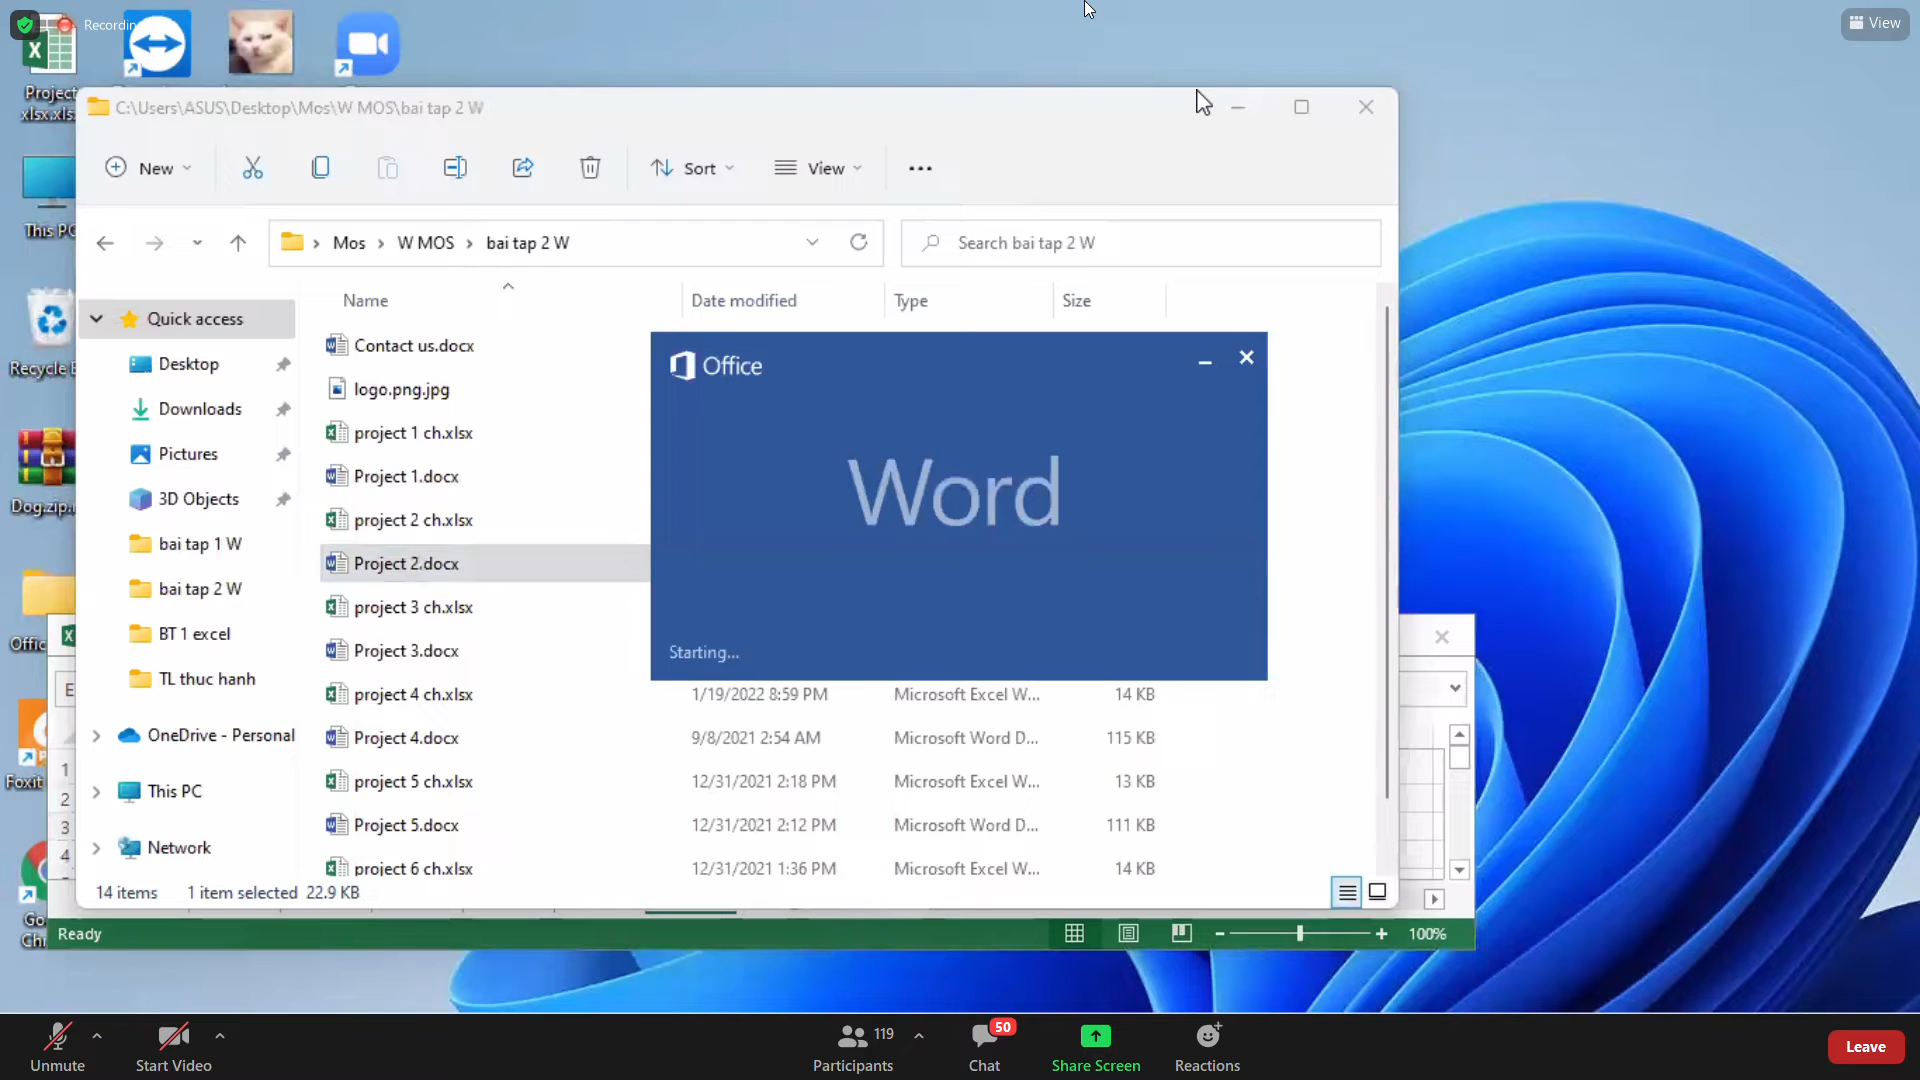 Recording
View
Project
xlsx.xls
This PC
Recycle
Dog.zip
Offic
Foxit
Go
Ch
C:\Users\ASUS\Desktop\Mos\W MOS\bai tap 2 W
New
Sort
View
Mos > W MOS > bai tap 2 W
Search bai tap 2 W
Name
Date modified
Type
Size
Quick access
Desktop
Downloads
Pictures
3D Objects
bai tap 1 W
bai tap 2 W
BT 1 excel
TL thuc hanh
OneDrive - Personal
This PC
Network
Contact us.docx
logo.png.jpg
project 1 ch.xlsx
Project 1.docx
project 2 ch.xlsx
Project 2.docx
project 3 ch.xlsx
Project 3.docx
project 4 ch.xlsx 1/19/2022 8:59 PM Microsoft Excel W... 14 KB
Project 4.docx 9/8/2021 2:54 AM Microsoft Word D... 115 KB
project 5 ch.xlsx 12/31/2021 2:18 PM Microsoft Excel W... 13 KB
Project 5.docx 12/31/2021 2:12 PM Microsoft Word D... 111 KB
project 6 ch.xlsx 12/31/2021 1:36 PM Microsoft Excel W... 14 KB
Office
Word
Starting...
14 items 1 item selected 22.9 KB
E
1
2
3
4
Ready
100%
Unmute
Start Video
119
Participants
50
Chat
Share Screen
Reactions
Leave